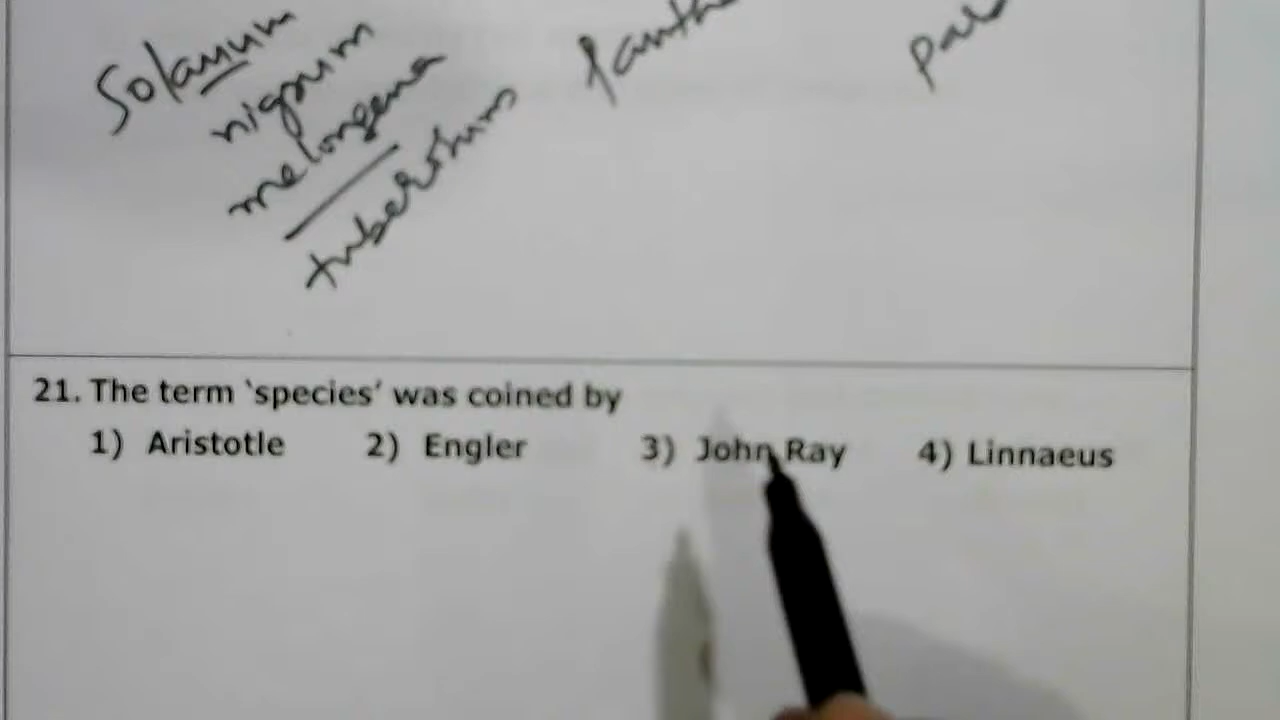 Solanum
nigrum
melongena
tuberosum
21. The term ‘species’ was coined by
1) Aristotle 2) Engler 3) John Ray 4) Linnaeus